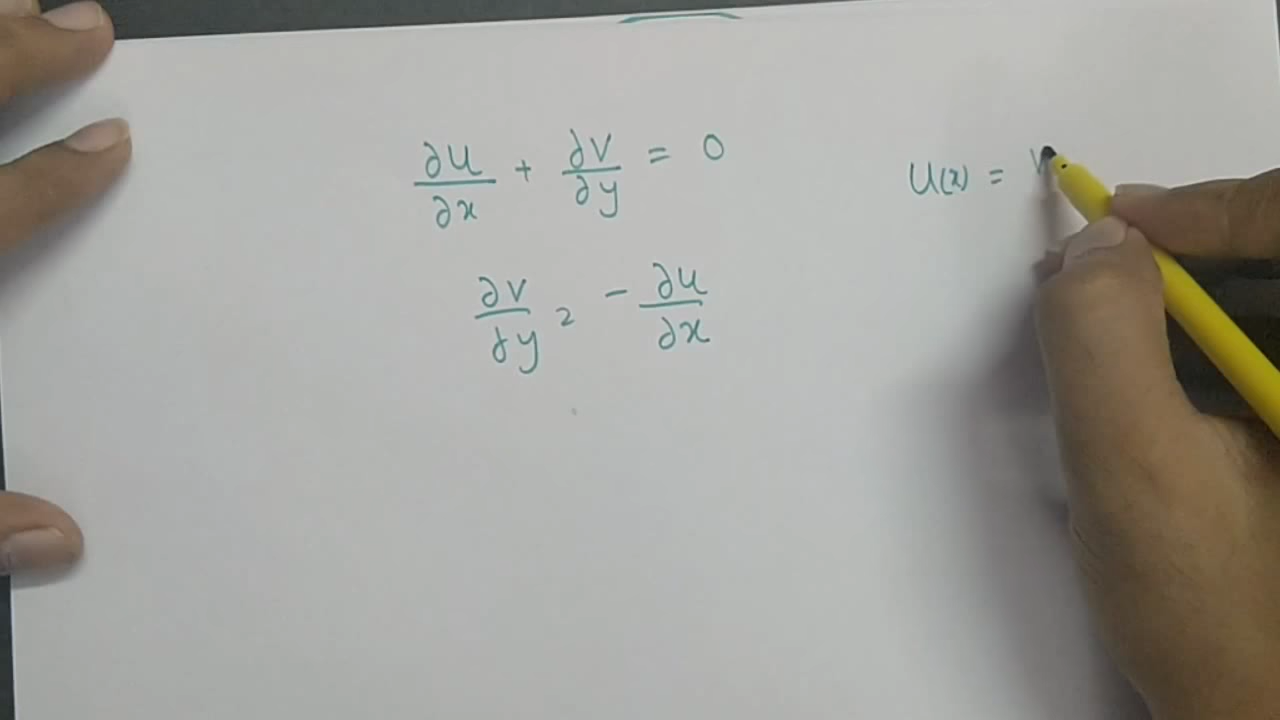 ∂u/∂x + ∂v/∂y = 0
∂v/∂y = - ∂u/∂x
u(x) =